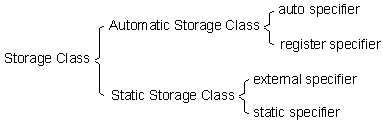 auto specifier
Automatic Storage Class
register specifier
Storage Class
external specifier
Static Storage Class
static specifier